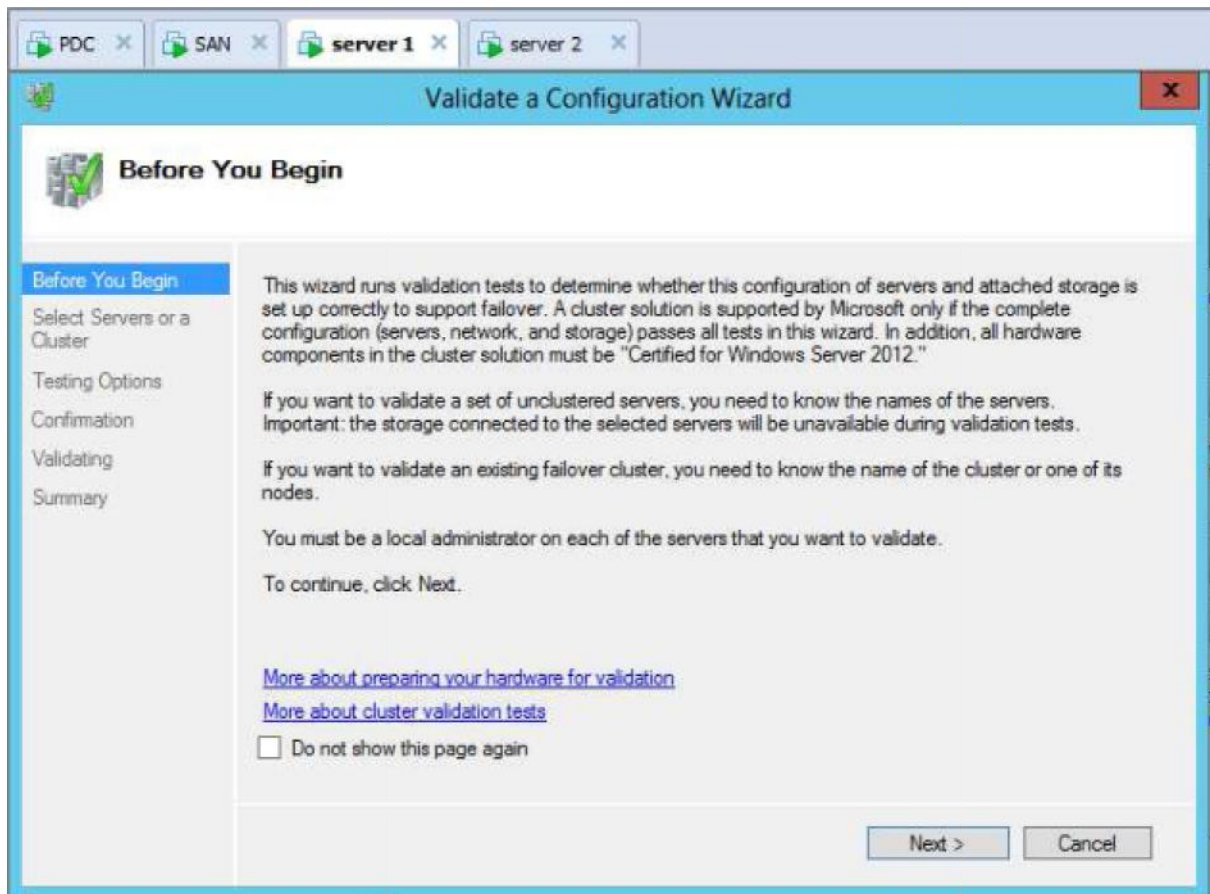 PDC
SAN
server 1
server 2
Validate a Configuration Wizard
x
Before You Begin
Before You Begin
Select Servers or a
Cluster
Testing Options
Confirmation
Validating
Summary
This wizard runs validation tests to determine whether this configuration of servers and attached storage is
set up correctly to support failover. A cluster solution is supported by Microsoft only if the complete
configuration (servers, network, and storage) passes all tests in this wizard. In addition, all hardware
components in the cluster solution must be "Certified for Windows Server 2012."
If you want to validate a set of unclustered servers, you need to know the names of the servers.
Important: the storage connected to the selected servers will be unavailable during validation tests.
If you want to validate an existing failover cluster, you need to know the name of the cluster or one of its
nodes.
You must be a local administrator on each of the servers that you want to validate.
To continue, click Next.
More about preparing your hardware for validation
More about cluster validation tests
Do not show this page again
Next >
Cancel